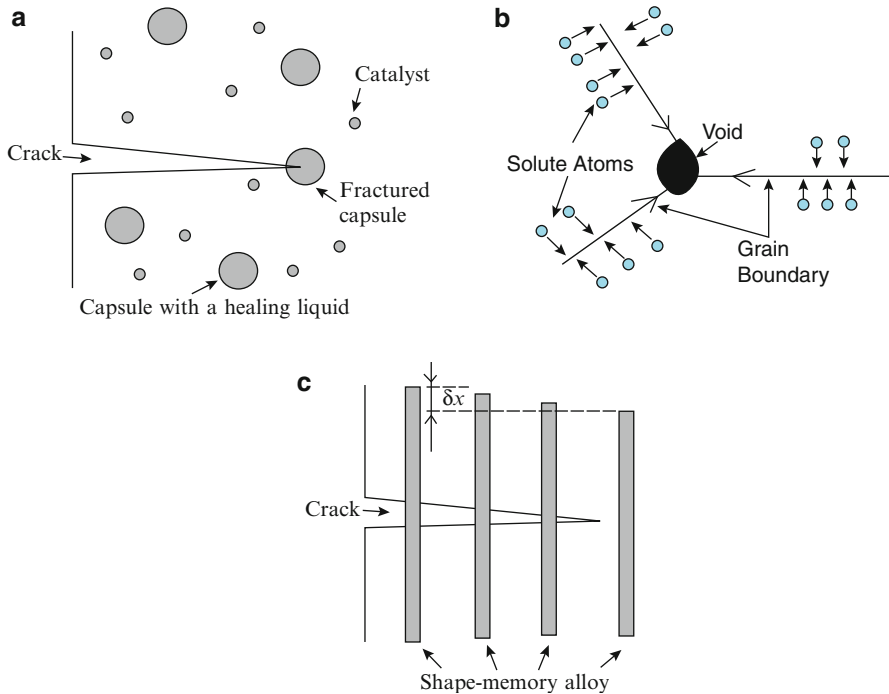 a
Catalyst
Crack
Fractured
capsule
Capsule with a healing liquid
b
Void
Solute Atoms
Grain
Boundary
c
δx
Crack
Shape-memory alloy